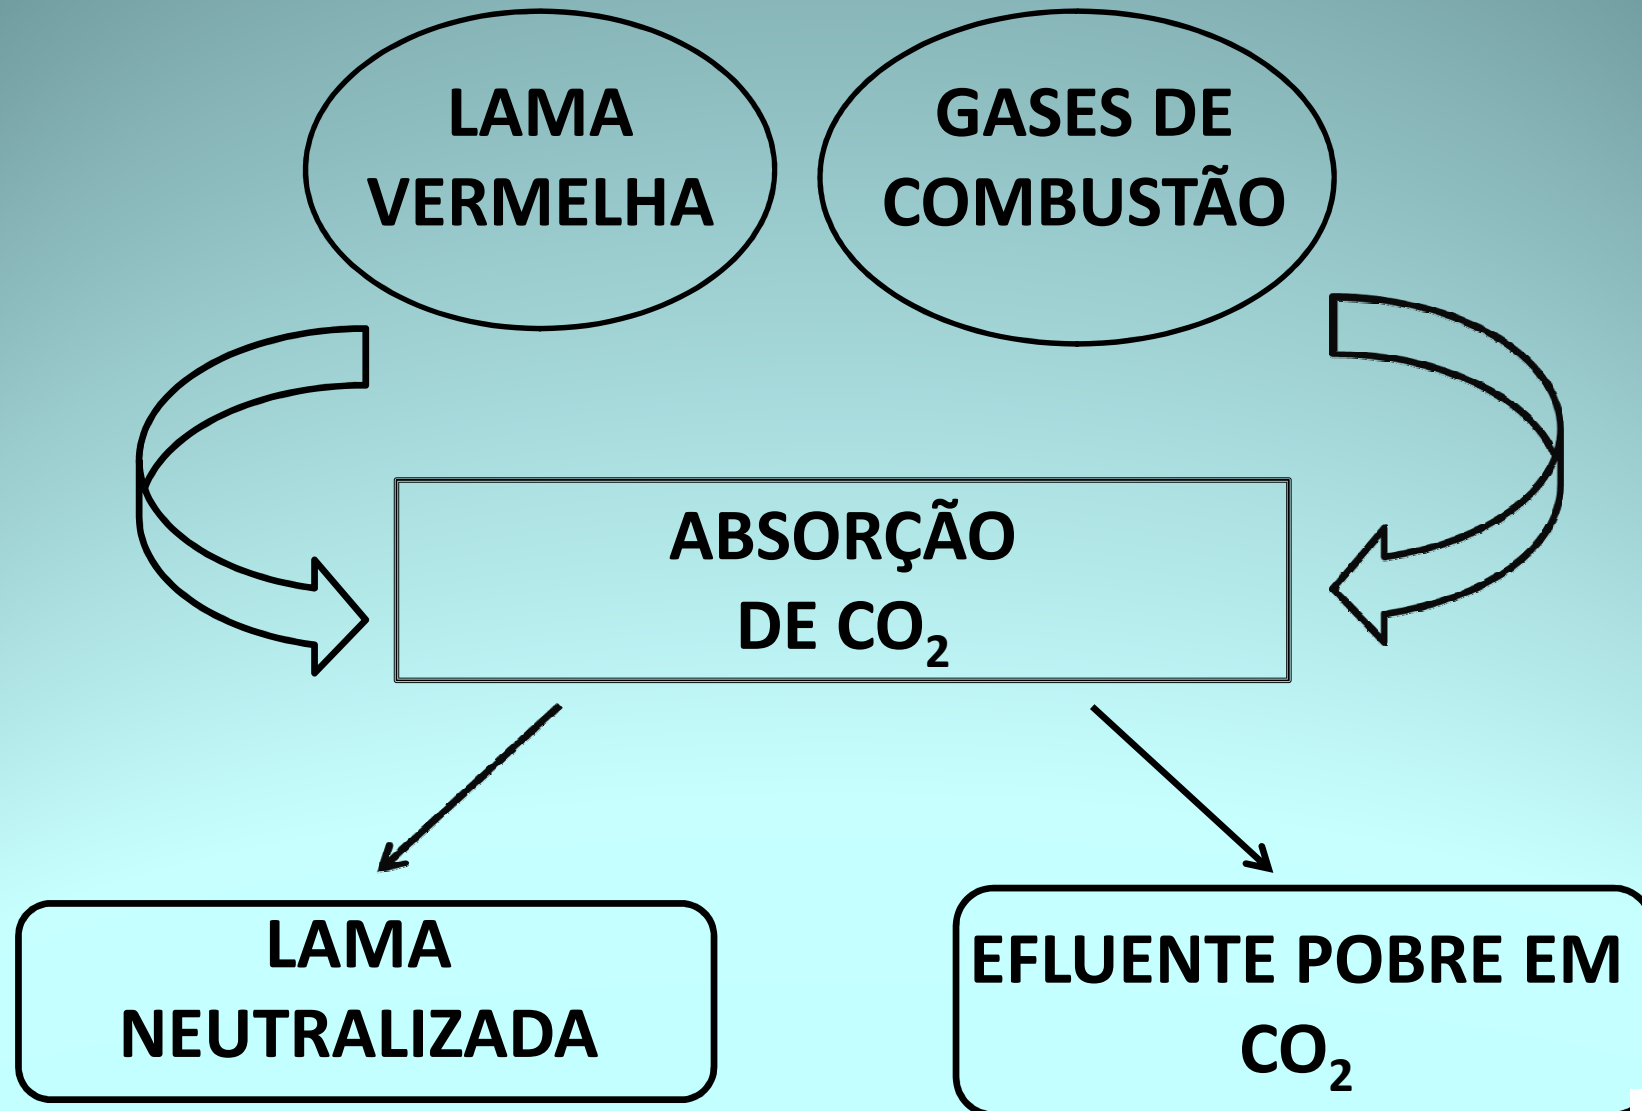 LAMA
VERMELHA
GASES DE
COMBUSTÃO
ABSORÇÃO
DE CO₂
LAMA
NEUTRALIZADA
EFLUENTE POBRE EM
CO₂